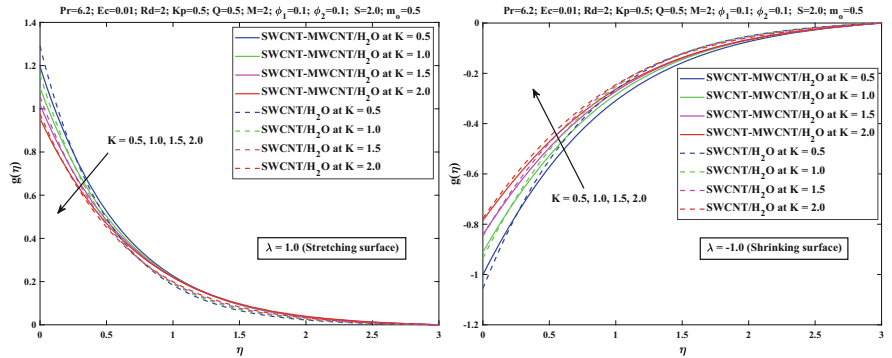 Pr=6.2; Ec=0.01; Rd=2; Kp=0.5; Q=0.5; M=2; ϕ₁=0.1; ϕ₂=0.1; S=2.0; mₒ=0.5
1.4
1.2
1
0.8
0.6
0.4
0.2
0
g(η)
SWCNT-MWCNT/H₂O at K = 0.5
SWCNT-MWCNT/H₂O at K = 1.0
SWCNT-MWCNT/H₂O at K = 1.5
SWCNT-MWCNT/H₂O at K = 2.0
SWCNT/H₂O at K = 0.5
SWCNT/H₂O at K = 1.0
SWCNT/H₂O at K = 1.5
SWCNT/H₂O at K = 2.0
K = 0.5, 1.0, 1.5, 2.0
λ = 1.0 (Stretching surface)
0 0.5 1 1.5 2 2.5 3
η
Pr=6.2; Ec=0.01; Rd=2; Kp=0.5; Q=0.5; M=2; ϕ₁=0.1; ϕ₂=0.1; S=2.0; mₒ=0.5
0
-0.2
-0.4
-0.6
-0.8
-1
-1.2
g(η)
SWCNT-MWCNT/H₂O at K = 0.5
SWCNT-MWCNT/H₂O at K = 1.0
SWCNT-MWCNT/H₂O at K = 1.5
SWCNT-MWCNT/H₂O at K = 2.0
SWCNT/H₂O at K = 0.5
SWCNT/H₂O at K = 1.0
SWCNT/H₂O at K = 1.5
SWCNT/H₂O at K = 2.0
K = 0.5, 1.0, 1.5, 2.0
λ = -1.0 (Shrinking surface)
0 0.5 1 1.5 2 2.5 3
η